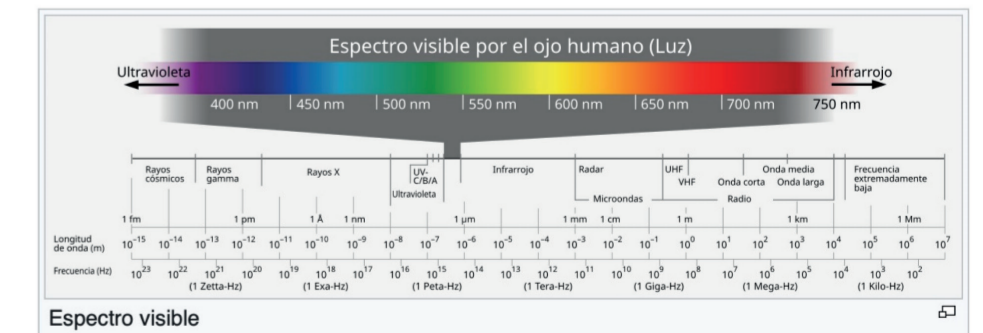 Espectro visible por el ojo humano (Luz)
Ultravioleta Infrarrojo
400 nm 450 nm 500 nm 550 nm 600 nm 650 nm 700 nm 750 nm
Rayos cósmicos Rayos gamma Rayos X UV-C/B/A Ultravioleta Infrarrojo Radar Microondas UHF VHF Onda corta Onda media Onda larga Radio Frecuencia extremadamente baja
1 fm 1 pm 1 Å 1 nm 1 µm 1 mm 1 cm 1 m 1 km 1 Mm
Longitud de onda (m) 10⁻¹⁵ 10⁻¹⁴ 10⁻¹³ 10⁻¹² 10⁻¹¹ 10⁻¹⁰ 10⁻⁹ 10⁻⁸ 10⁻⁷ 10⁻⁶ 10⁻⁵ 10⁻⁴ 10⁻³ 10⁻² 10⁻¹ 10⁰ 10¹ 10² 10³ 10⁴ 10⁵ 10⁶ 10⁷
Frecuencia (Hz) 10²³ 10²² 10²¹ 10²⁰ 10¹⁹ 10¹⁸ 10¹⁷ 10¹⁶ 10¹⁵ 10¹⁴ 10¹³ 10¹² 10¹¹ 10¹⁰ 10⁹ 10⁸ 10⁷ 10⁶ 10⁵ 10⁴ 10³ 10²
(1 Zetta-Hz) (1 Exa-Hz) (1 Peta-Hz) (1 Tera-Hz) (1 Giga-Hz) (1 Mega-Hz) (1 Kilo-Hz)
Espectro visible